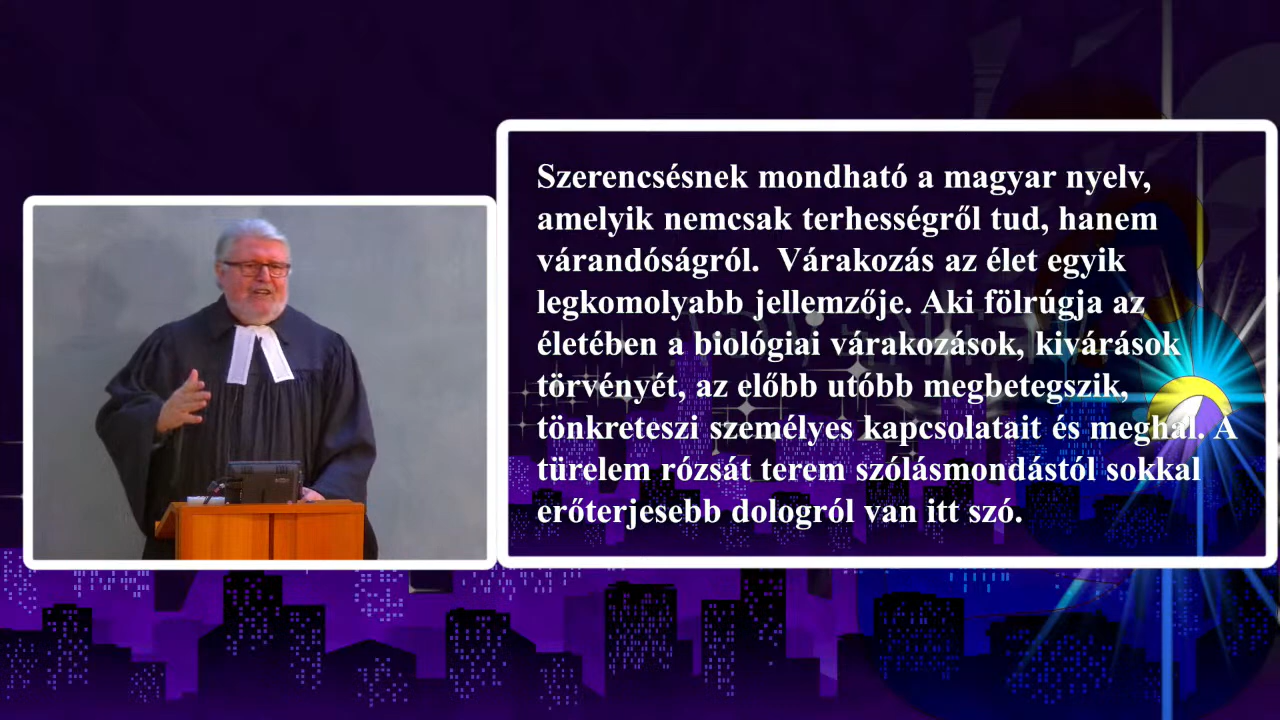 Szerencsésnek mondható a magyar nyelv,
amelyik nemcsak terhességről tud, hanem
várandóságról.  Várakozás az élet egyik
legkomolyabb jellemzője. Aki fölrúgja az
életében a biológiai várakozások, kivárások
törvényét, az előbb utóbb megbetegszik,
tönkreteszi személyes kapcsolatait és meghal. A
türelem rózsát terem szólásmondástól sokkal
erőterjesebb dologról van itt szó.